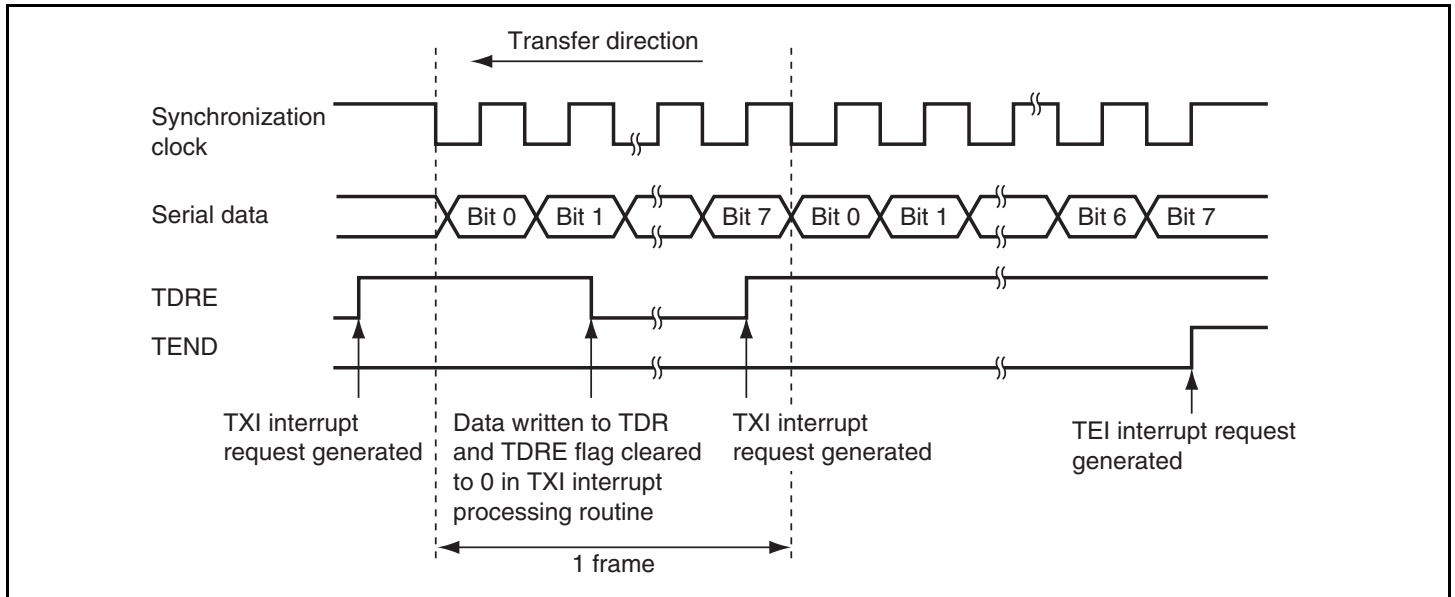 Transfer direction
Synchronization
clock
Serial data
Bit 0
Bit 1
Bit 7
Bit 0
Bit 1
Bit 6
Bit 7
TDRE
TEND
TXI interrupt
request generated
Data written to TDR
and TDRE flag cleared
to 0 in TXI interrupt
processing routine
TXI interrupt
request generated
TEI interrupt request
generated
1 frame